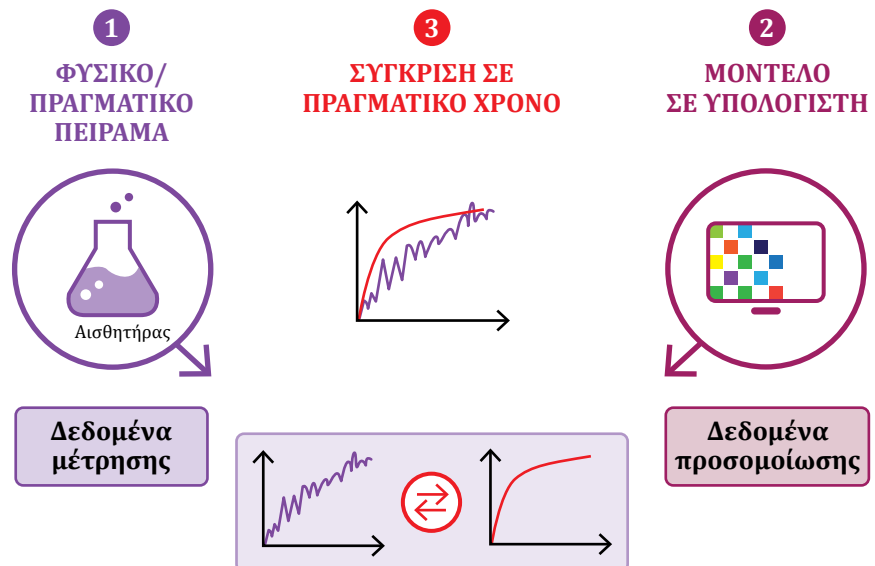 1
ΦΥΣΙΚΟ/
ΠΡΑΓΜΑΤΙΚΟ
ΠΕΙΡΑΜΑ
Αισθητήρας
Δεδομένα
μέτρησης
3
ΣΥΓΚΡΙΣΗ ΣΕ
ΠΡΑΓΜΑΤΙΚΟ ΧΡΟΝΟ
2
ΜΟΝΤΕΛΟ
ΣΕ ΥΠΟΛΟΓΙΣΤΗ
Δεδομένα
προσομοίωσης